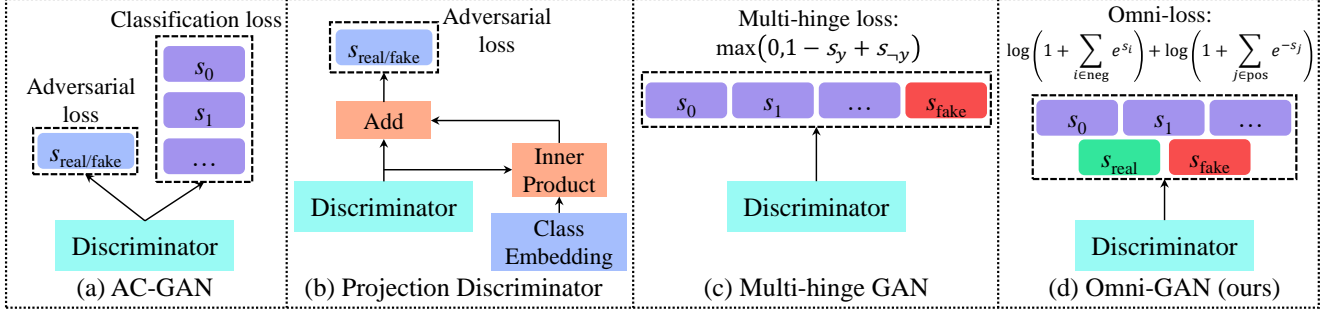 Classification loss
s_0
s_1
…
Adversarial
loss
s_real/fake
Discriminator
(a) AC-GAN
Adversarial
loss
s_real/fake
Add
Inner
Product
Discriminator
Class
Embedding
(b) Projection Discriminator
Multi-hinge loss:
max(0,1 − s_y + s_¬y)
s_0 s_1 … s_fake
Discriminator
(c) Multi-hinge GAN
Omni-loss:
log(1 + ∑_{i∈neg} e^{s_i}) + log(1 + ∑_{j∈pos} e^{−s_j})
s_0 s_1 …
s_real s_fake
Discriminator
(d) Omni-GAN (ours)